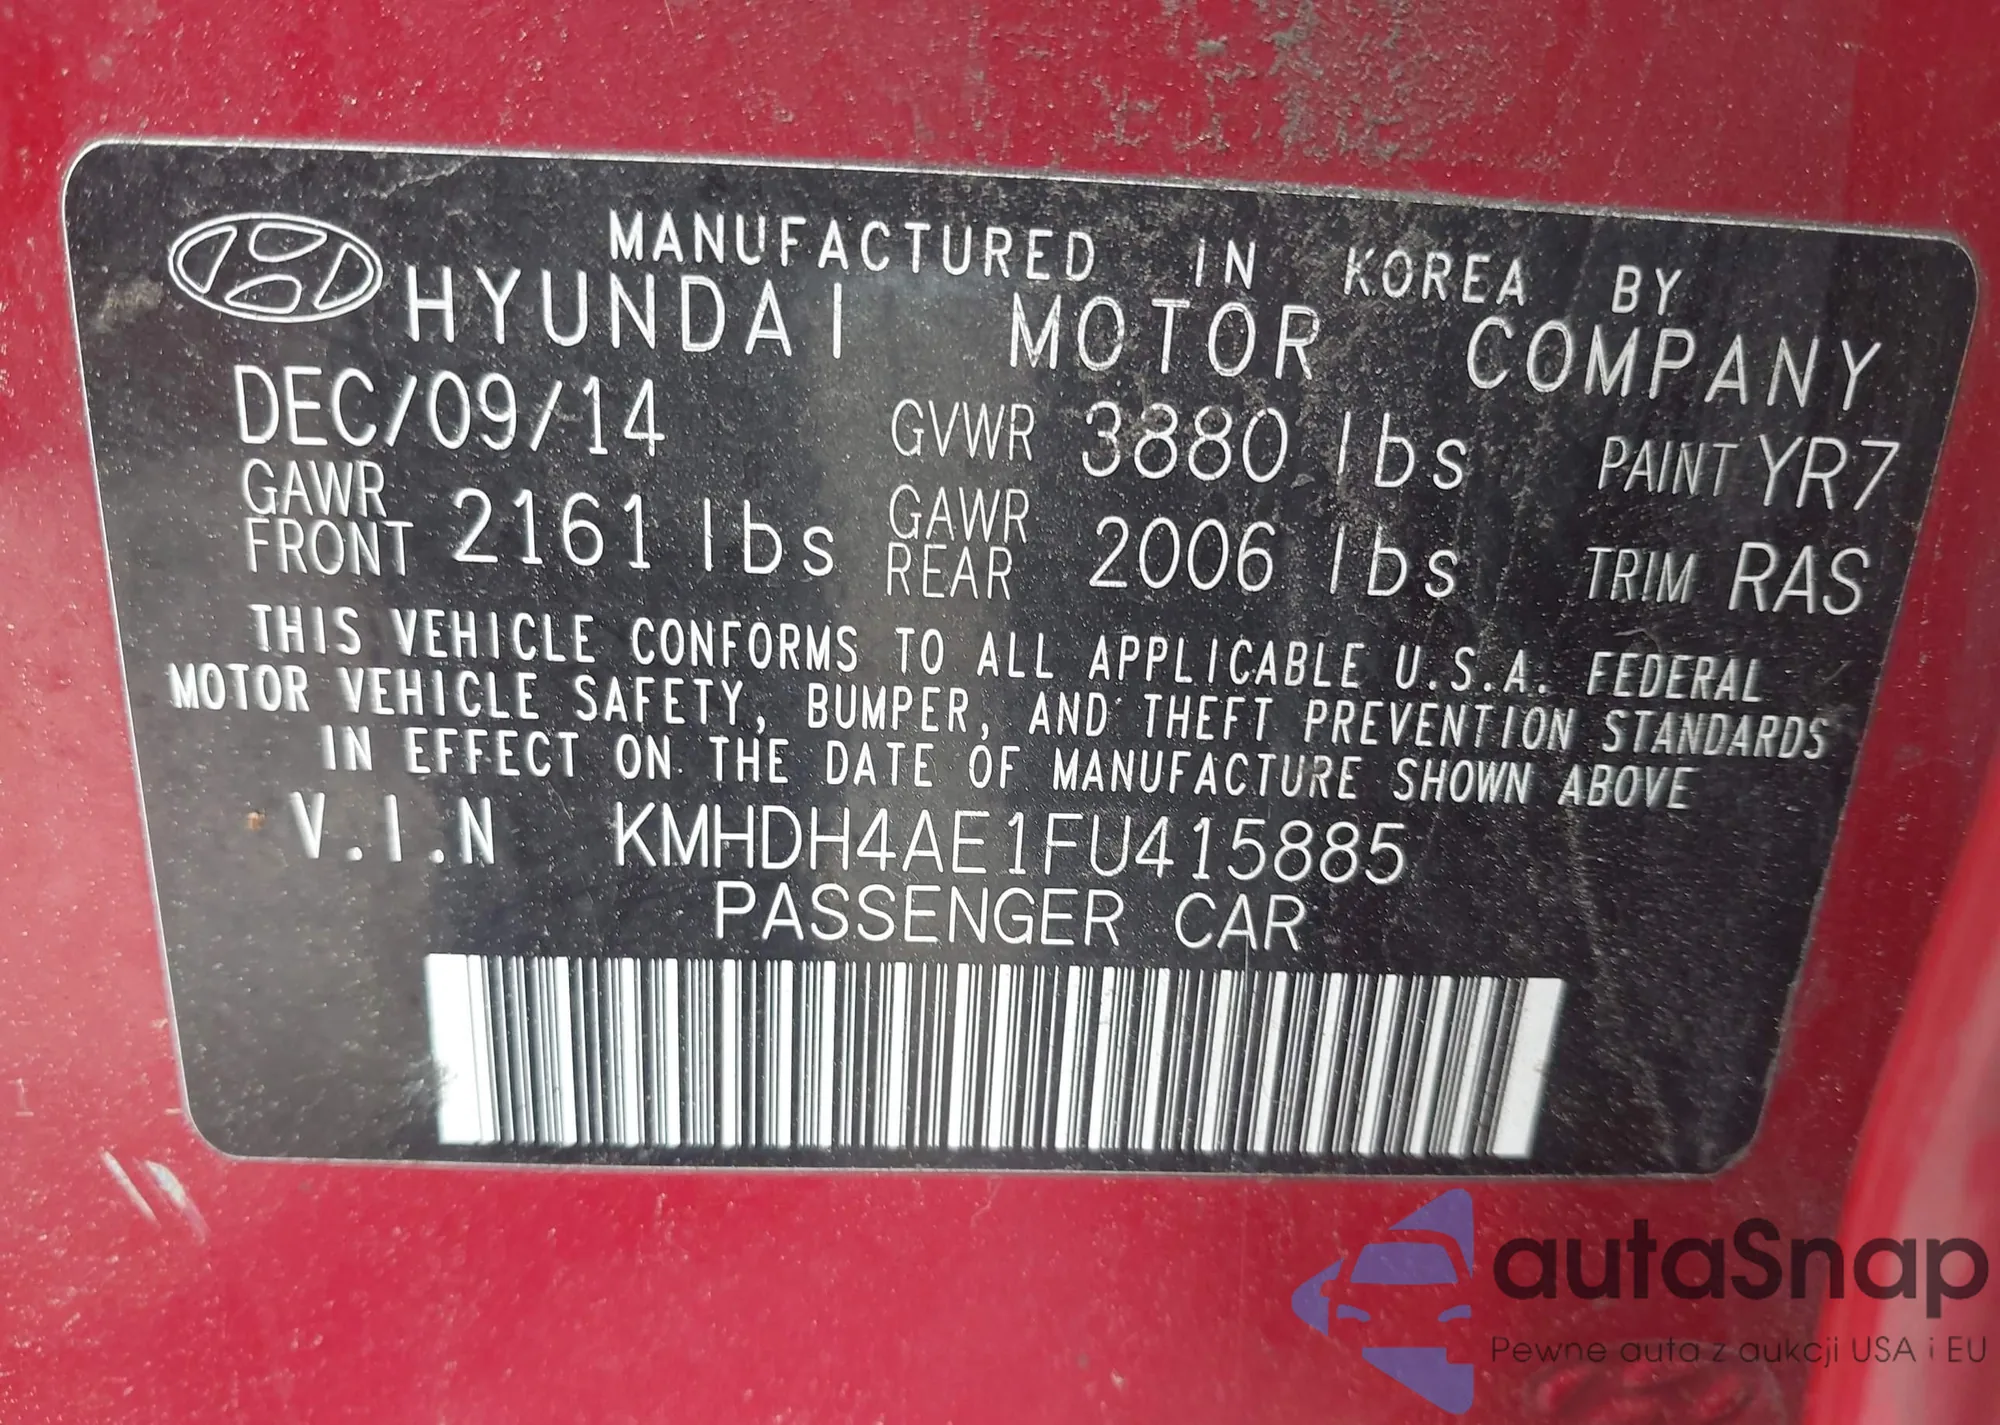 MANUFACTURED IN KOREA BY
HYUNDAI MOTOR COMPANY
DEC/09/14 GVWR 3880 lbs PAINT YR7
GAWR FRONT 2161 lbs GAWR REAR 2006 lbs TRIM RAS
THIS VEHICLE CONFORMS TO ALL APPLICABLE U.S.A. FEDERAL
MOTOR VEHICLE SAFETY, BUMPER, AND THEFT PREVENTION STANDARDS
IN EFFECT ON THE DATE OF MANUFACTURE SHOWN ABOVE
V.I.N KMHDH4AE1FU415885
PASSENGER CAR
autaSnap
Pewne auta z aukcji USA i EU